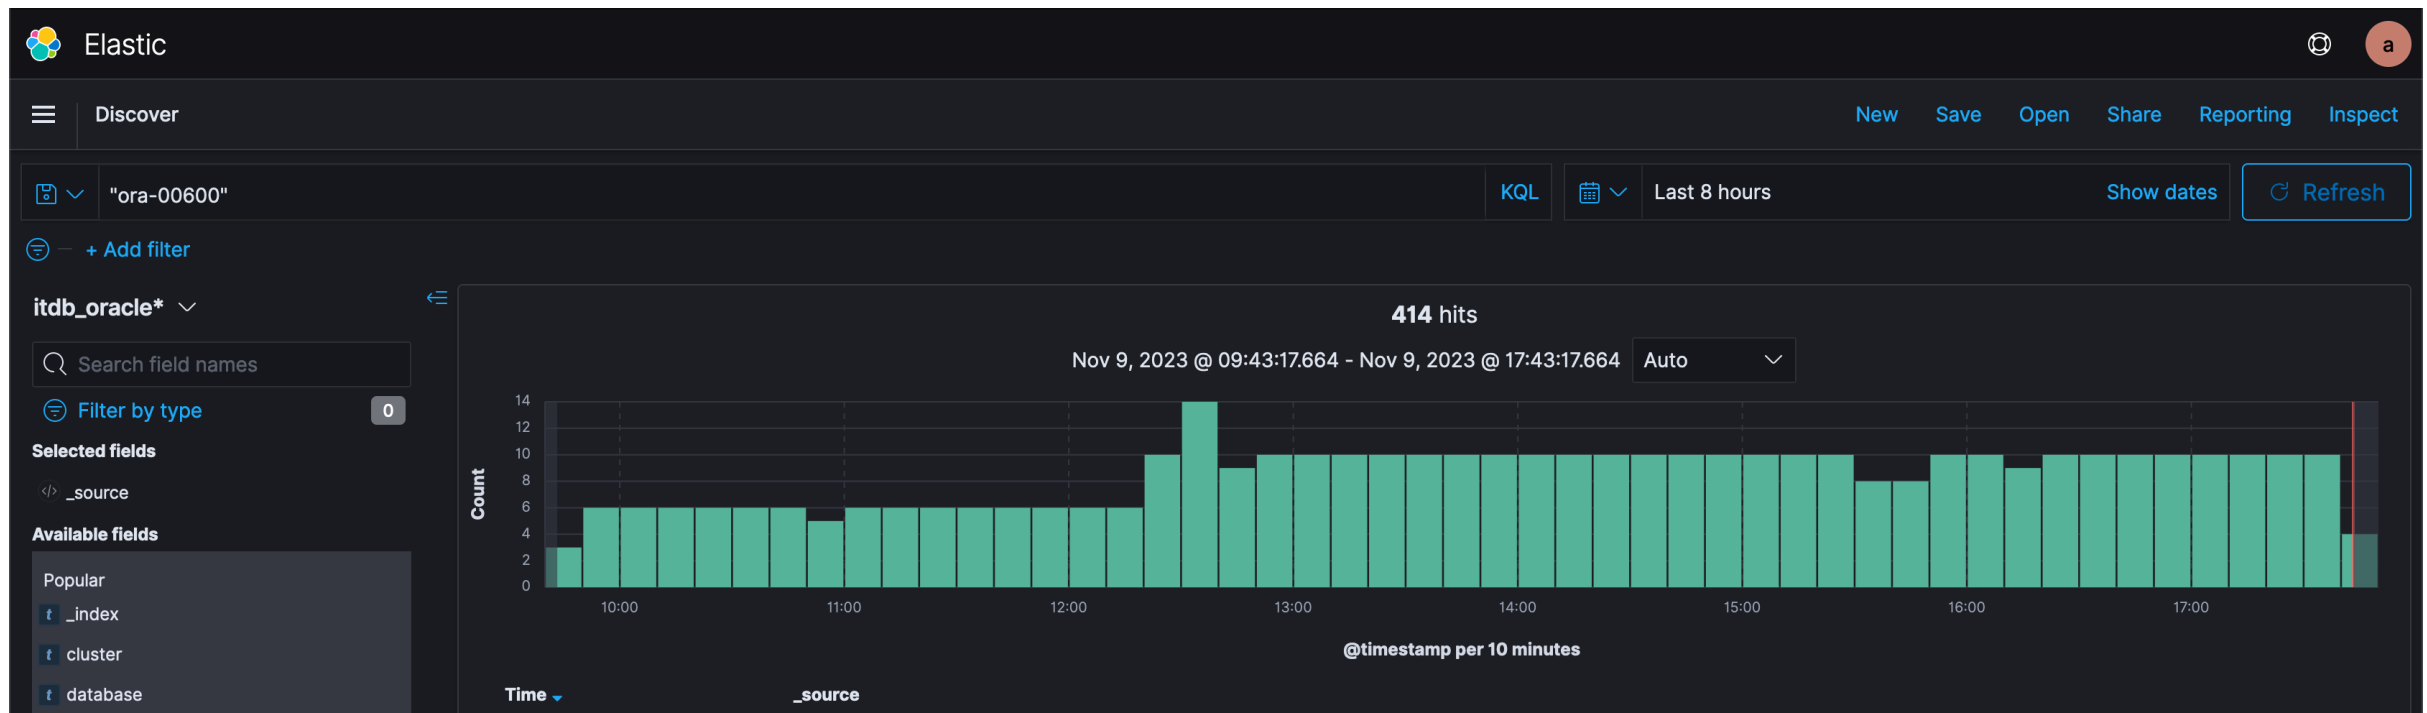 Elastic
a
Discover
New Save Open Share Reporting Inspect
"ora-00600"
KQL
Last 8 hours
Show dates
Refresh
+ Add filter
itdb_oracle*
Search field names
Filter by type
0
Selected fields
</> _source
Available fields
Popular
t _index
t cluster
t database
414 hits
Nov 9, 2023 @ 09:43:17.664 - Nov 9, 2023 @ 17:43:17.664
Auto
Count
14
12
10
8
6
4
2
0
10:00 11:00 12:00 13:00 14:00 15:00 16:00 17:00
@timestamp per 10 minutes
Time _source